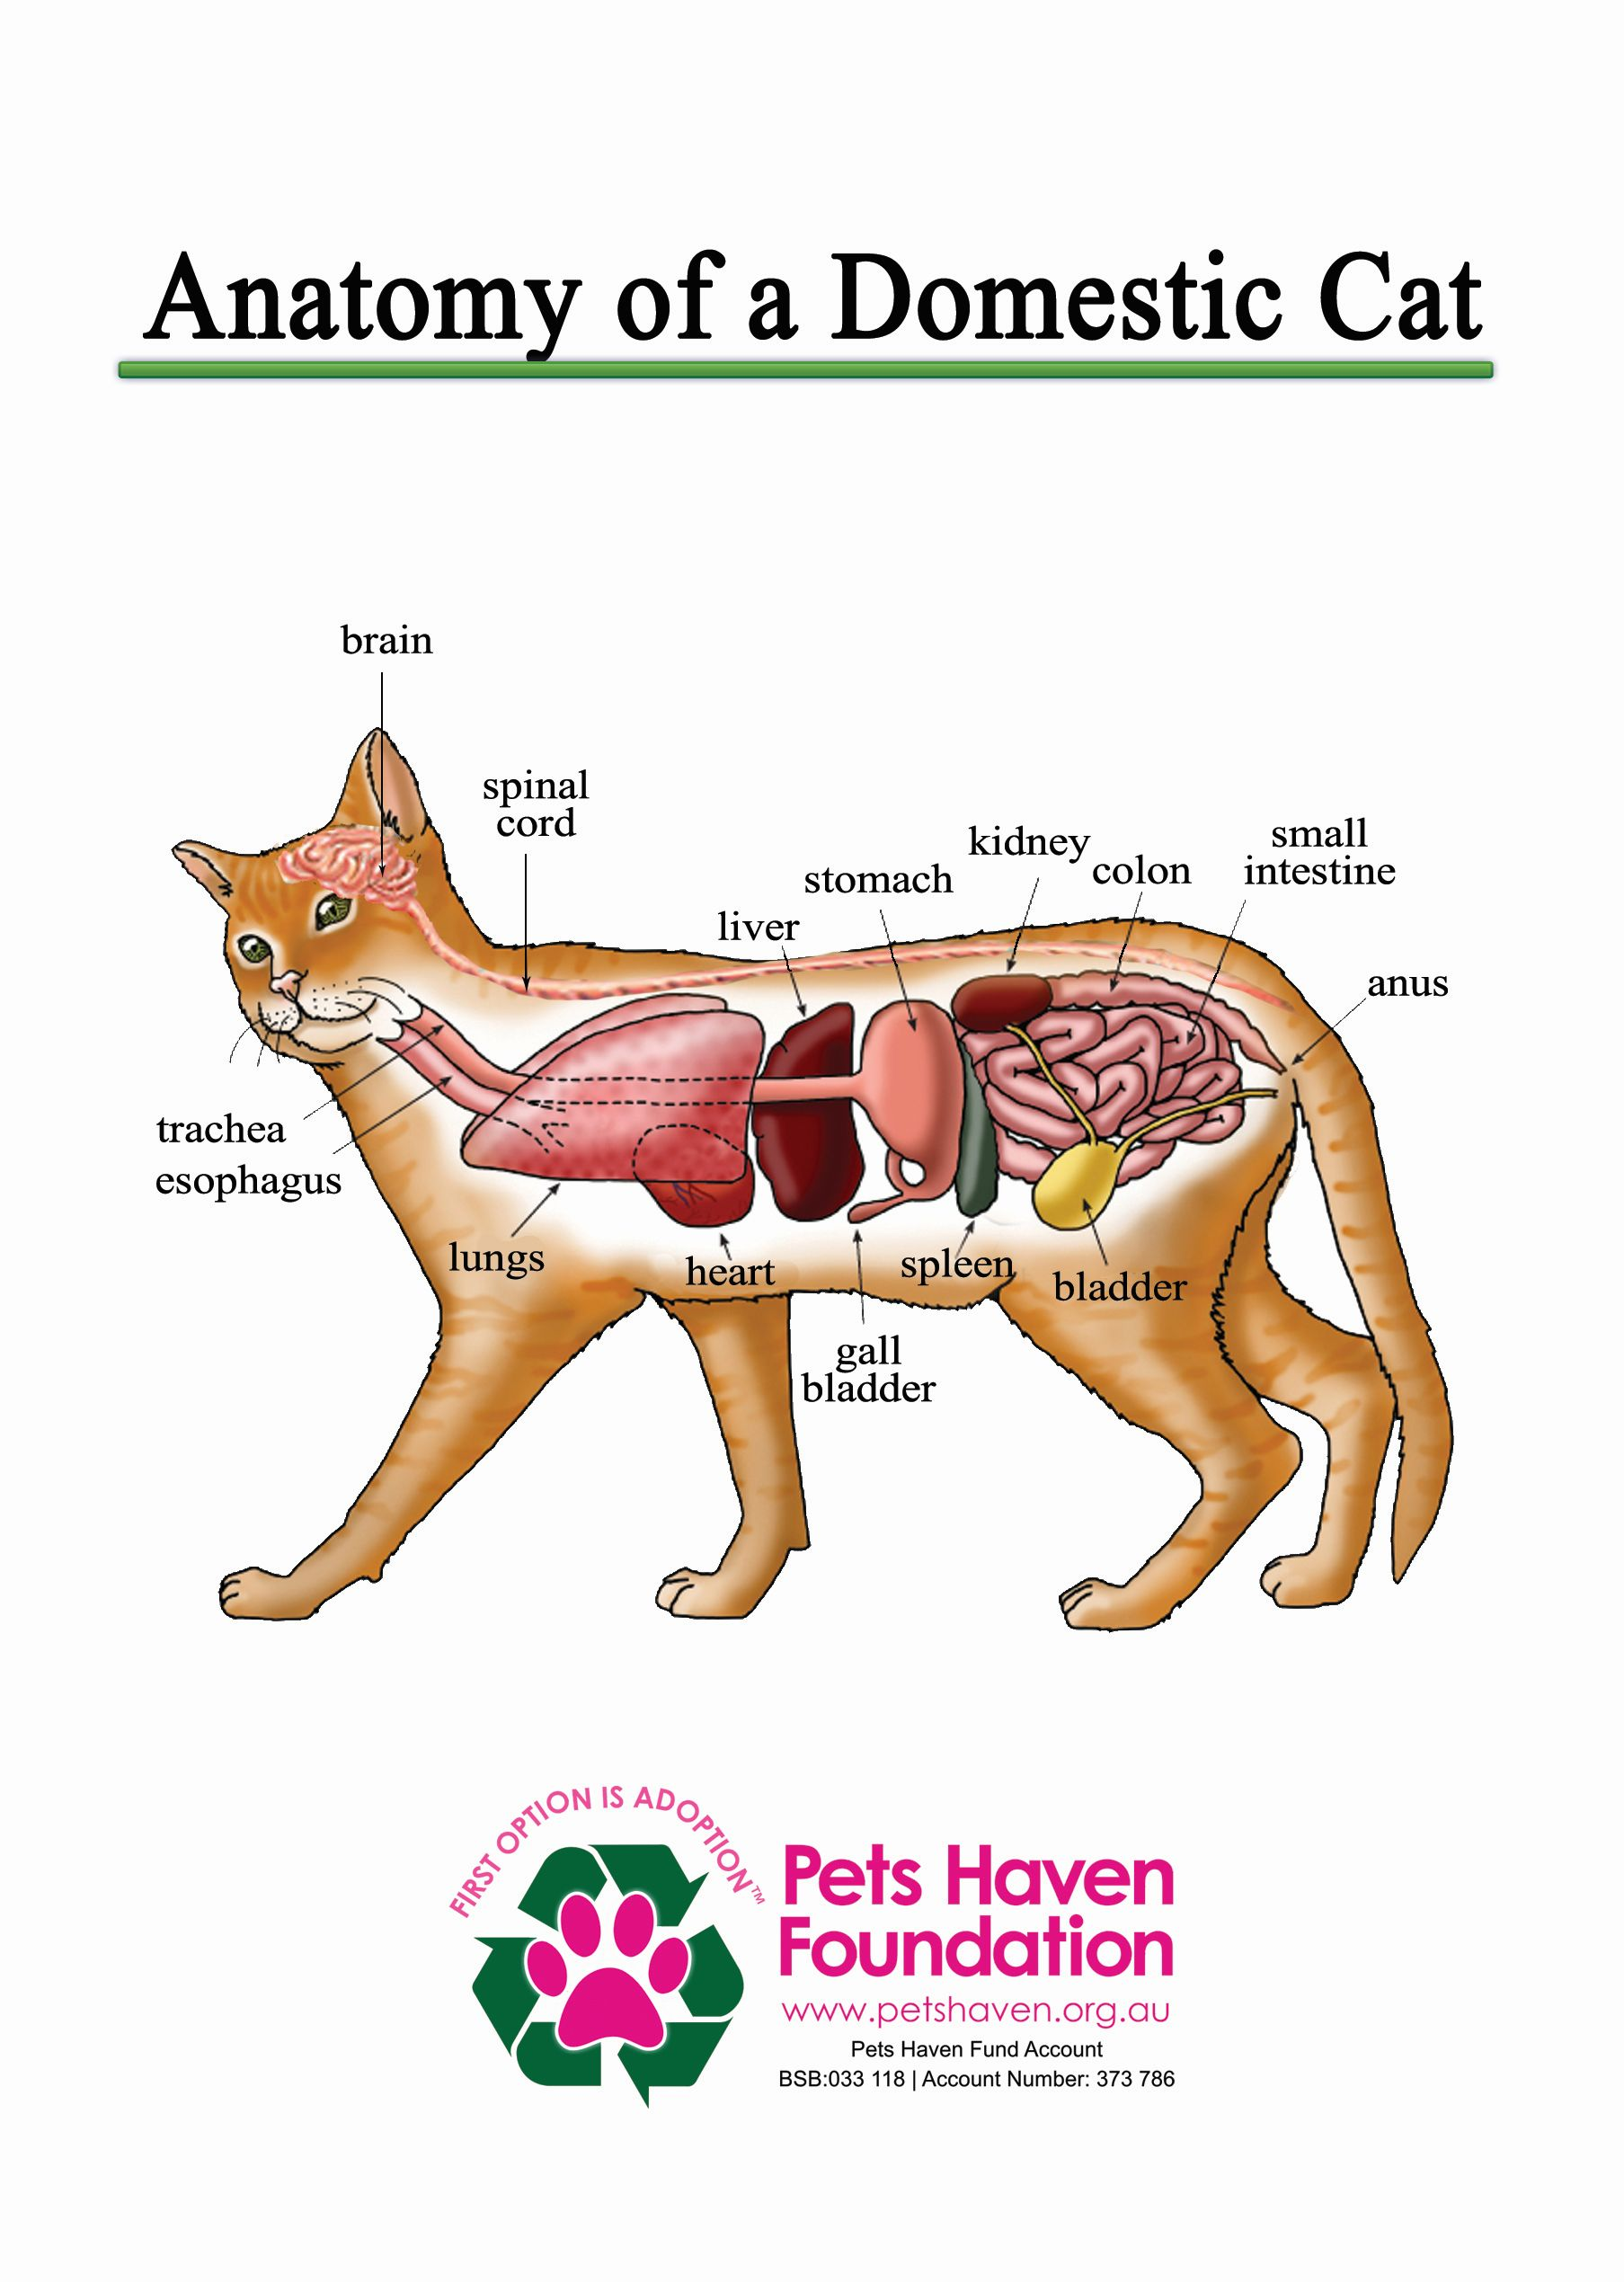 Anatomy of a Domestic Cat
brain
spinal
cord
kidney
small
intestine
colon
stomach
liver
anus
trachea
esophagus
lungs
heart
spleen
bladder
gall
bladder
FIRST OPTION IS ADOPTION™
Pets Haven
Foundation
www.petshaven.org.au
Pets Haven Fund Account
BSB:033 118 | Account Number: 373 786